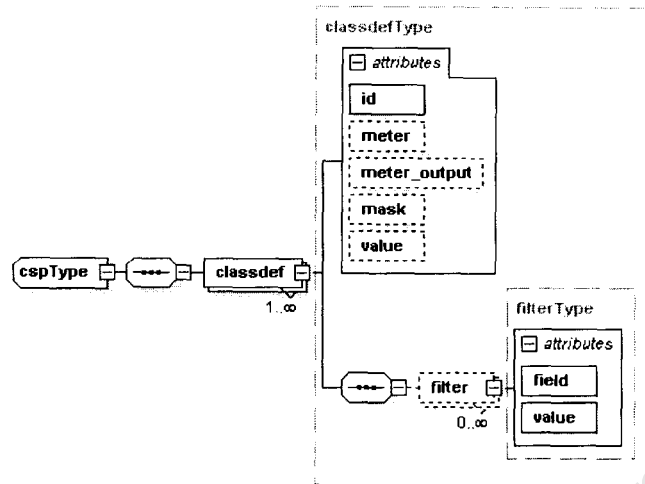 classdefType
attributes
id
meter
meter_output
mask
value
cspType
classdef
1..∞
filterType
attributes
field
value
filter
0..∞